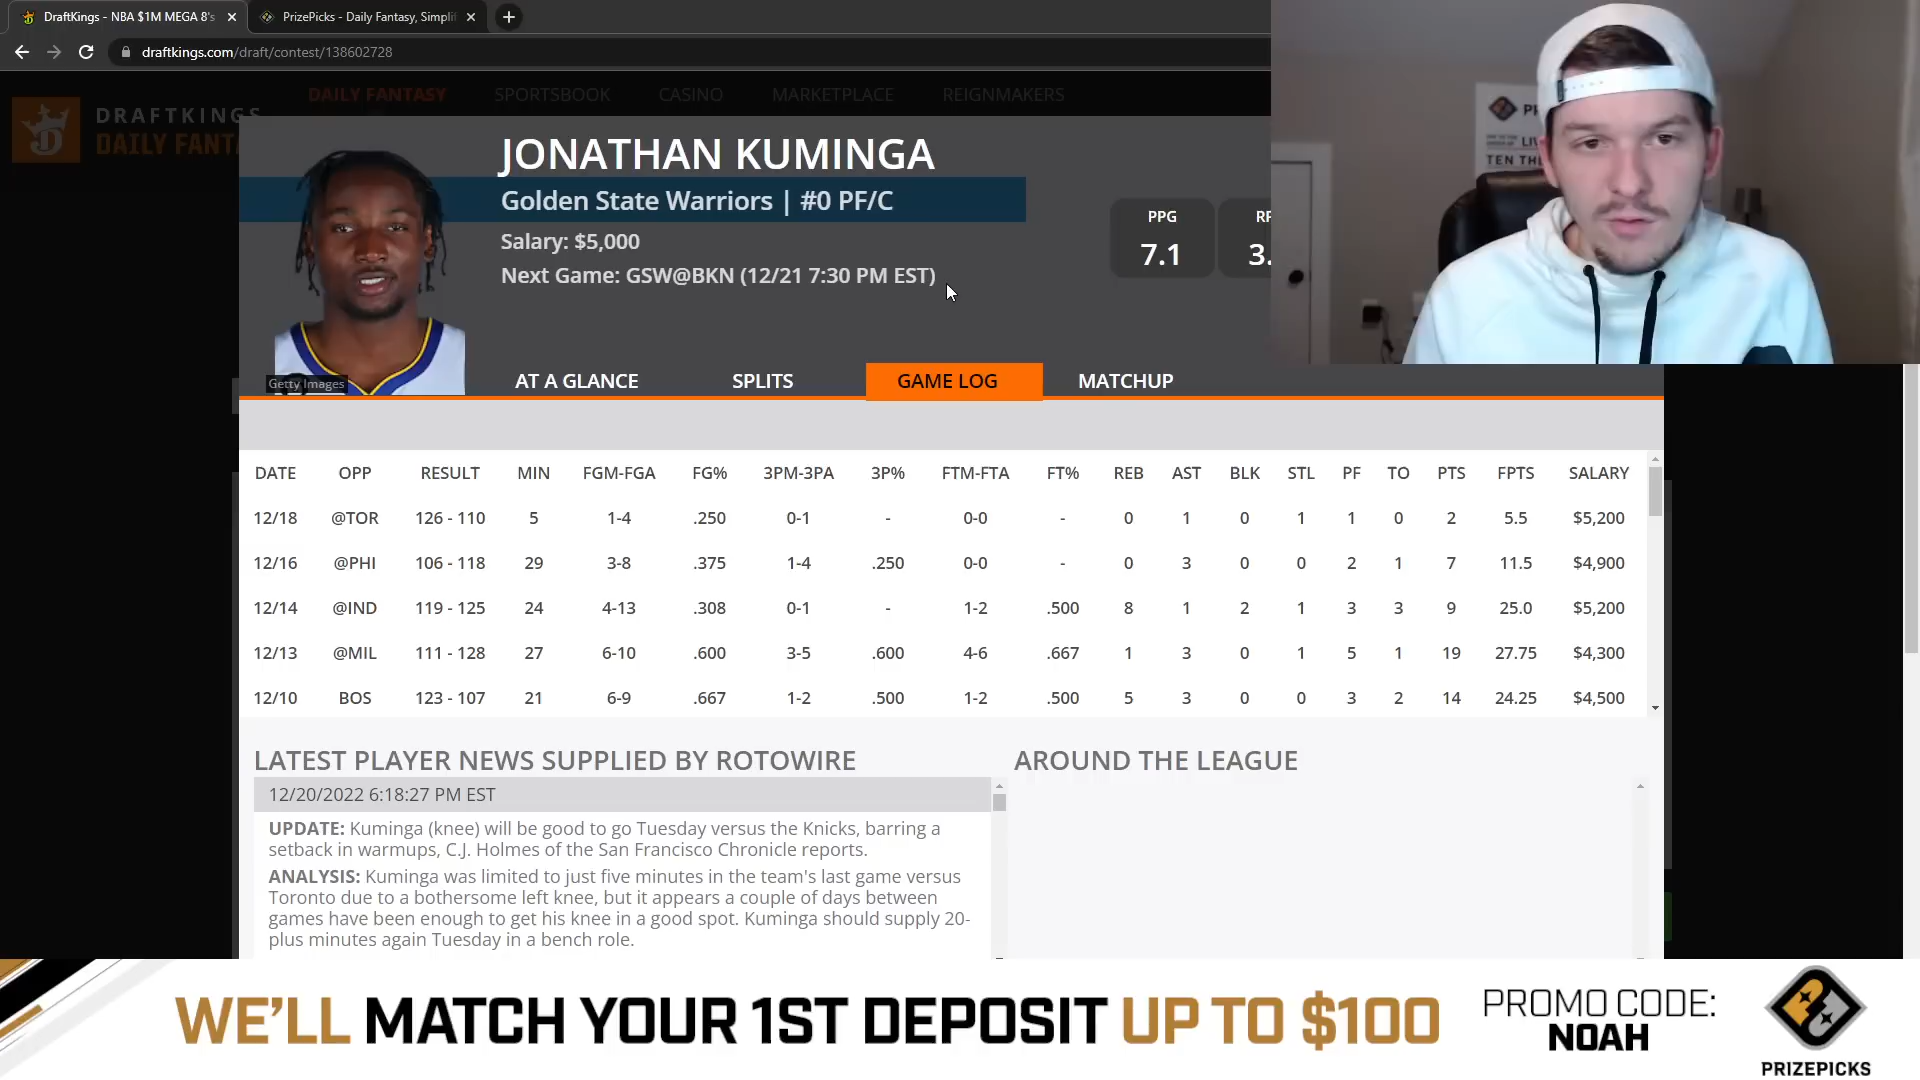 DraftKings - NBA $1M MEGA 8's
PrizePicks - Daily Fantasy, Simplif
draftkings.com/draft/contest/138602728
DRAFTKINGS
DAILY FANTA
DAILY FANTASY SPORTSBOOK CASINO MARKETPLACE REIGNMAKERS
JONATHAN KUMINGA
Golden State Warriors | #0 PF/C
Salary: $5,000
Next Game: GSW@BKN (12/21 7:30 PM EST)
PPG
7.1
3.
Getty Images
AT A GLANCE SPLITS GAME LOG MATCHUP
DATE OPP RESULT MIN FGM-FGA FG% 3PM-3PA 3P% FTM-FTA FT% REB AST BLK STL PF TO PTS FPTS SALARY
12/18 @TOR 126 - 110 5 1-4 .250 0-1 - 0-0 - 0 1 0 1 1 0 2 5.5 $5,200
12/16 @PHI 106 - 118 29 3-8 .375 1-4 .250 0-0 - 0 3 0 0 2 1 7 11.5 $4,900
12/14 @IND 119 - 125 24 4-13 .308 0-1 - 1-2 .500 8 1 2 1 3 3 9 25.0 $5,200
12/13 @MIL 111 - 128 27 6-10 .600 3-5 .600 4-6 .667 1 3 0 1 5 1 19 27.75 $4,300
12/10 BOS 123 - 107 21 6-9 .667 1-2 .500 1-2 .500 5 3 0 0 3 2 14 24.25 $4,500
LATEST PLAYER NEWS SUPPLIED BY ROTOWIRE
12/20/2022 6:18:27 PM EST
UPDATE: Kuminga (knee) will be good to go Tuesday versus the Knicks, barring a
setback in warmups, C.J. Holmes of the San Francisco Chronicle reports.
ANALYSIS: Kuminga was limited to just five minutes in the team's last game versus
Toronto due to a bothersome left knee, but it appears a couple of days between
games have been enough to get his knee in a good spot. Kuminga should supply 20-
plus minutes again Tuesday in a bench role.
AROUND THE LEAGUE
WE'LL MATCH YOUR 1ST DEPOSIT UP TO $100
PROMO CODE:
NOAH
PRIZEPICKS